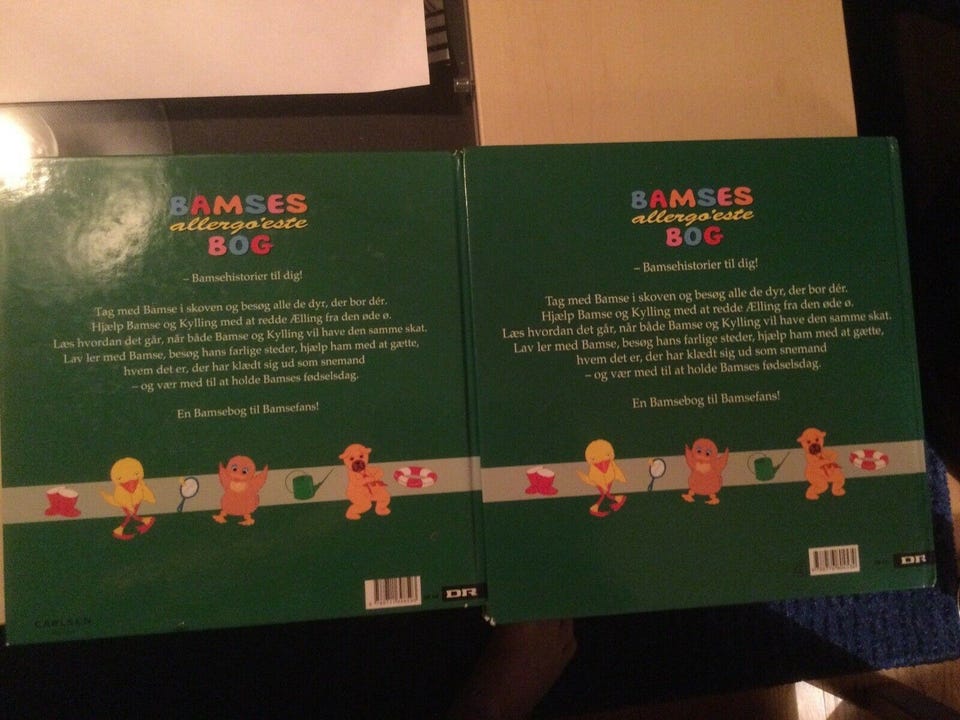 BAMSES
allergo'este
BOG
– Bamsehistorier til dig!
Tag med Bamse i skoven og besøg alle de dyr, der bor dér.
Hjælp Bamse og Kylling med at redde Ælling fra den øde ø.
Læs hvordan det går, når både Bamse og Kylling vil have den samme skat.
Lav ler med Bamse, besøg hans farlige steder, hjælp ham med at gætte,
hvem det er, der har klædt sig ud som snemand
– og vær med til at holde Bamses fødselsdag.
En Bamsebog til Bamsefans!
DR
CARLSEN
BAMSES
allergo'este
BOG
– Bamsehistorier til dig!
Tag med Bamse i skoven og besøg alle de dyr, der bor dér.
Hjælp Bamse og Kylling med at redde Ælling fra den øde ø.
Læs hvordan det går, når både Bamse og Kylling vil have den samme skat.
Lav ler med Bamse, besøg hans farlige steder, hjælp ham med at gætte,
hvem det er, der har klædt sig ud som snemand
– og vær med til at holde Bamses fødselsdag.
En Bamsebog til Bamsefans!
DR